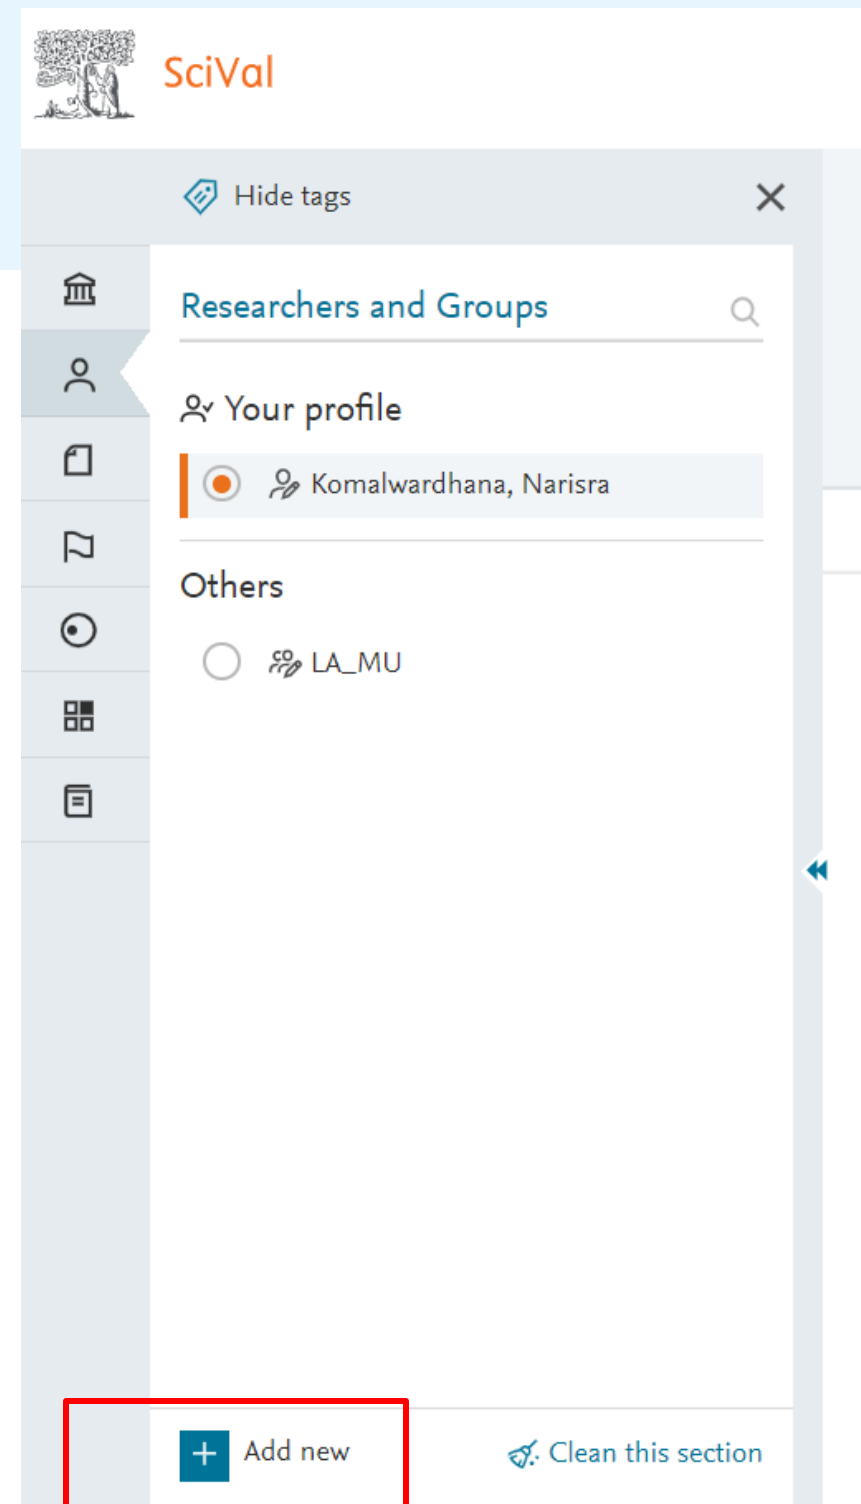 SciVal
Hide tags
Researchers and Groups
Your profile
Komalwardhana, Narisra
Others
LA_MU
Add new
Clean this section